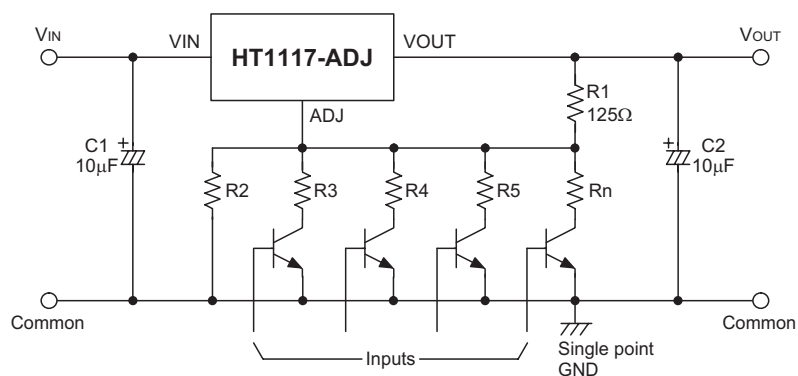 VIN
VIN
HT1117-ADJ
VOUT
VOUT
ADJ
R1
125Ω
C1
10μF
C2
10μF
R2
R3
R4
R5
Rn
Common
Common
Inputs
Single point
GND